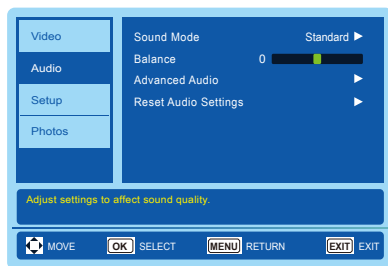 Video
Audio
Setup
Photos
Sound Mode Standard
Balance 0
Advanced Audio
Reset Audio Settings
Adjust settings to affect sound quality.
MOVE OK SELECT MENU RETURN EXIT EXIT